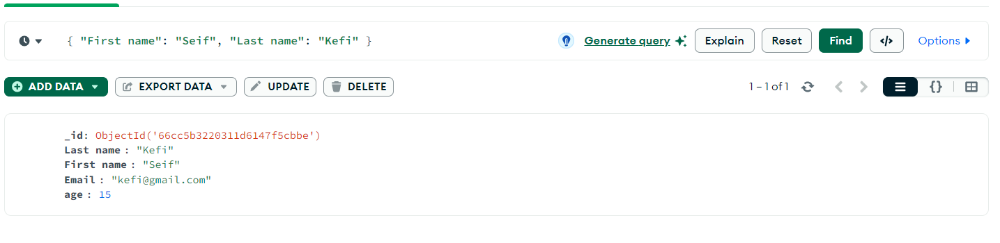 { "First name": "Seif", "Last name": "Kefi" } Generate query Explain Reset Find </> Options
ADD DATA EXPORT DATA UPDATE DELETE 1 – 1 of 1 {}
_id: ObjectId('66cc5b3220311d6147f5cbbe')
Last name : "Kefi"
First name : "Seif"
Email : "kefi@gmail.com"
age : 15